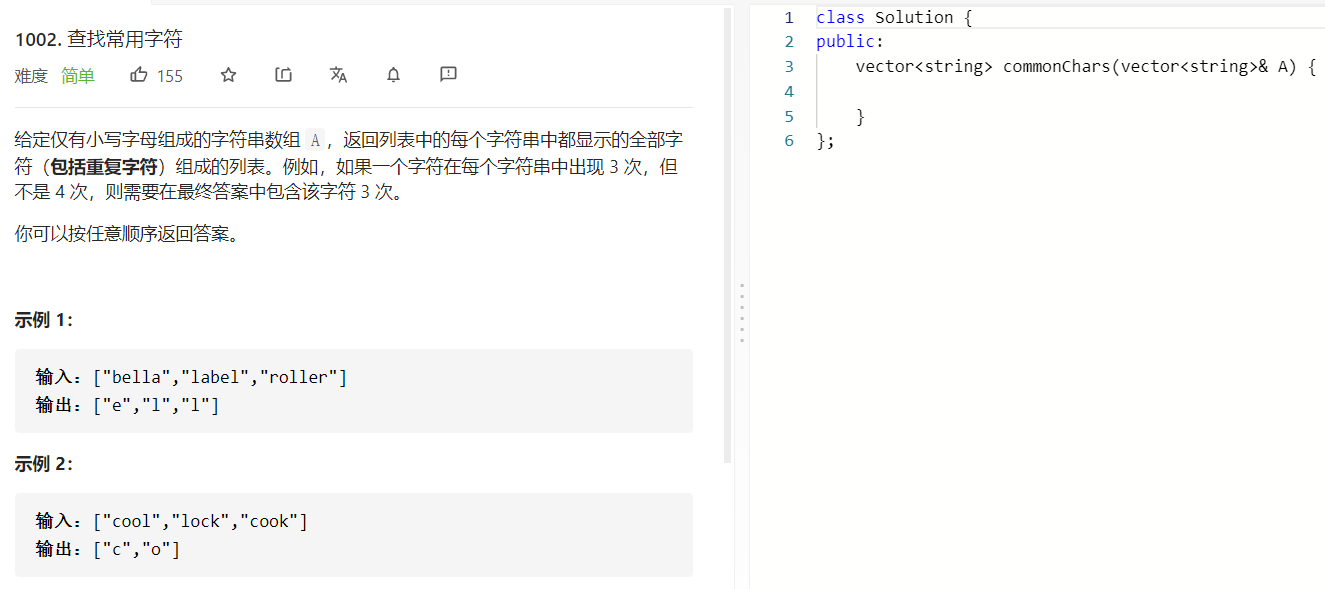 1002. 查找常用字符
难度 简单 155
给定仅有小写字母组成的字符串数组 A，返回列表中的每个字符串中都显示的全部字
符（包括重复字符）组成的列表。例如，如果一个字符在每个字符串中出现 3 次，但
不是 4 次，则需要在最终答案中包含该字符 3 次。
你可以按任意顺序返回答案。
示例 1：
输入：["bella","label","roller"]
输出：["e","l","l"]
示例 2：
输入：["cool","lock","cook"]
输出：["c","o"]
1 class Solution {
2 public:
3 vector<string> commonChars(vector<string>& A) {
4
5 }
6 };